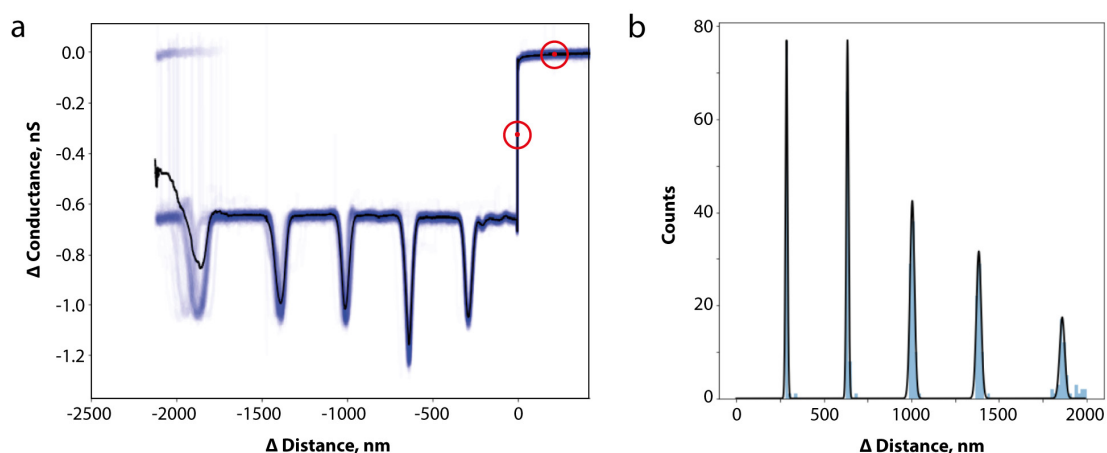 a
0.0
-0.2
-0.4
-0.6
-0.8
-1.0
-1.2
Δ Conductance, nS
-2500 -2000 -1500 -1000 -500 0
Δ Distance, nm
b
80
60
40
20
0
Counts
0 500 1000 1500 2000
Δ Distance, nm